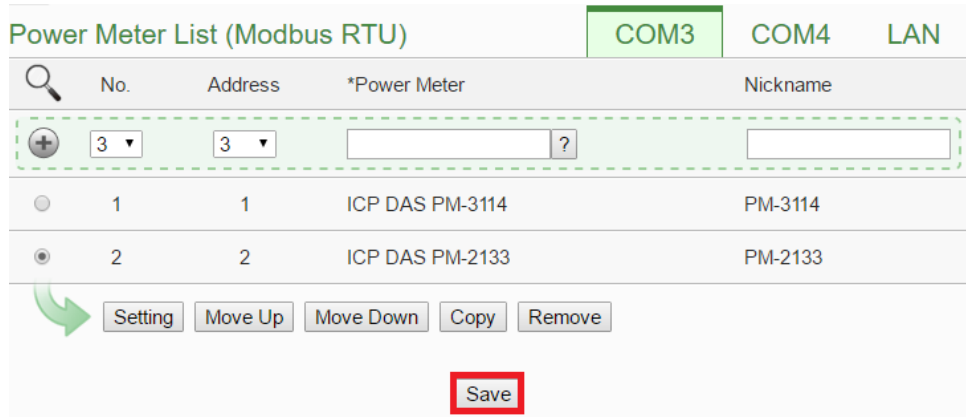 Power Meter List (Modbus RTU) COM3 COM4 LAN
No. Address *Power Meter Nickname
3 3 ?
1 1 ICP DAS PM-3114 PM-3114
2 2 ICP DAS PM-2133 PM-2133
Setting Move Up Move Down Copy Remove
Save